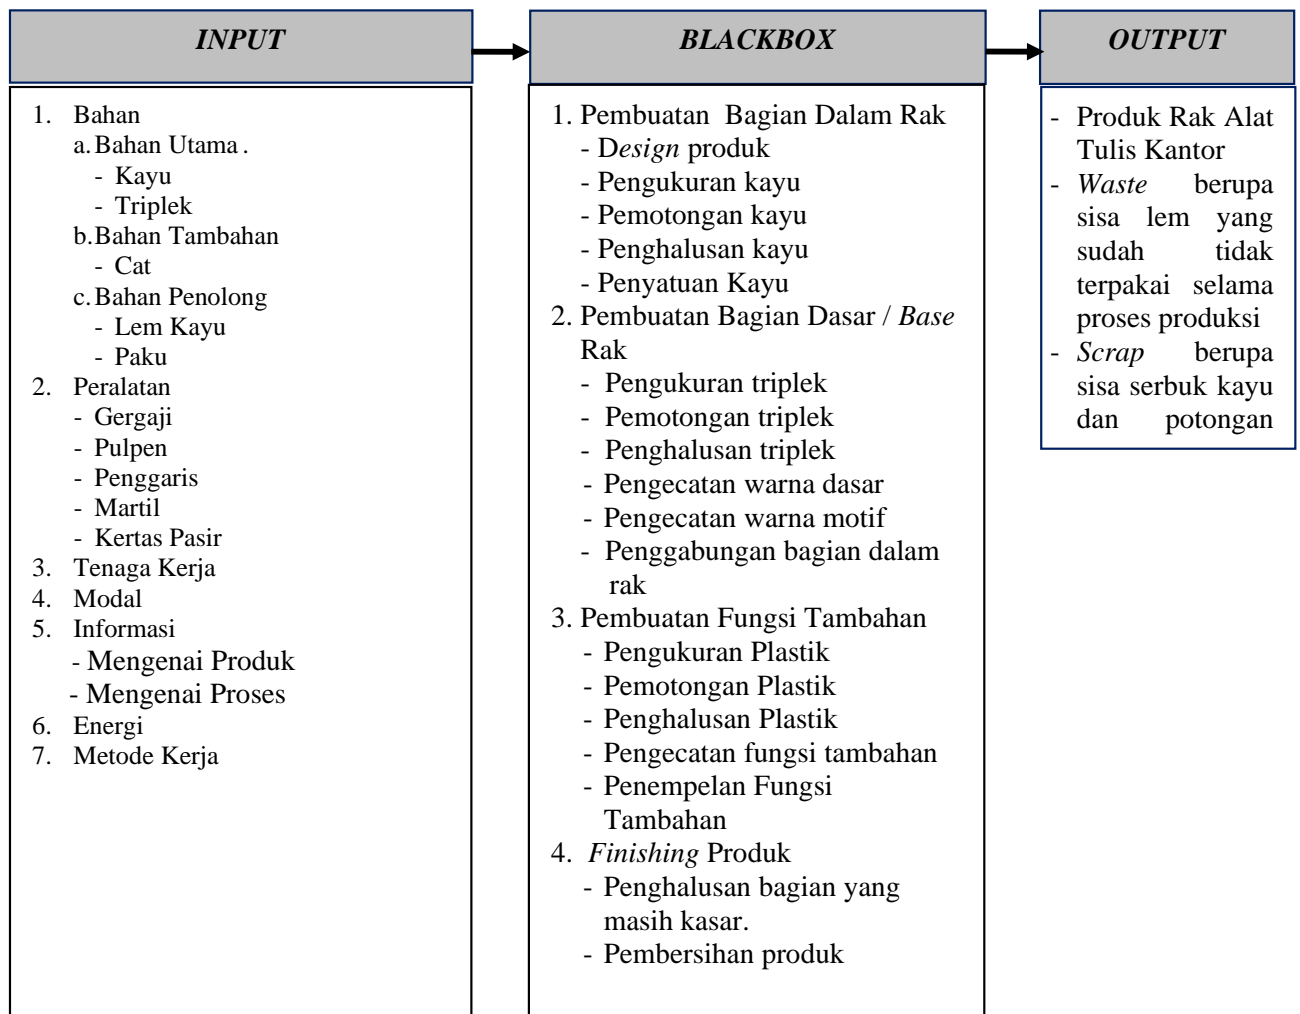 INPUT
BLACKBOX
OUTPUT
1. Bahan
a. Bahan Utama .
- Kayu
- Triplek
b. Bahan Tambahan
- Cat
c. Bahan Penolong
- Lem Kayu
- Paku
2. Peralatan
- Gergaji
- Pulpen
- Penggaris
- Martil
- Kertas Pasir
3. Tenaga Kerja
4. Modal
5. Informasi
- Mengenai Produk
- Mengenai Proses
6. Energi
7. Metode Kerja
1. Pembuatan Bagian Dalam Rak
- Design produk
- Pengukuran kayu
- Pemotongan kayu
- Penghalusan kayu
- Penyatuan Kayu
2. Pembuatan Bagian Dasar / Base
Rak
- Pengukuran triplek
- Pemotongan triplek
- Penghalusan triplek
- Pengecatan warna dasar
- Pengecatan warna motif
- Penggabungan bagian dalam
rak
3. Pembuatan Fungsi Tambahan
- Pengukuran Plastik
- Pemotongan Plastik
- Penghalusan Plastik
- Pengecatan fungsi tambahan
- Penempelan Fungsi
Tambahan
4. Finishing Produk
- Penghalusan bagian yang
masih kasar.
- Pembersihan produk
- Produk Rak Alat
Tulis Kantor
- Waste berupa
sisa lem yang
sudah tidak
terpakai selama
proses produksi
- Scrap berupa
sisa serbuk kayu
dan potongan